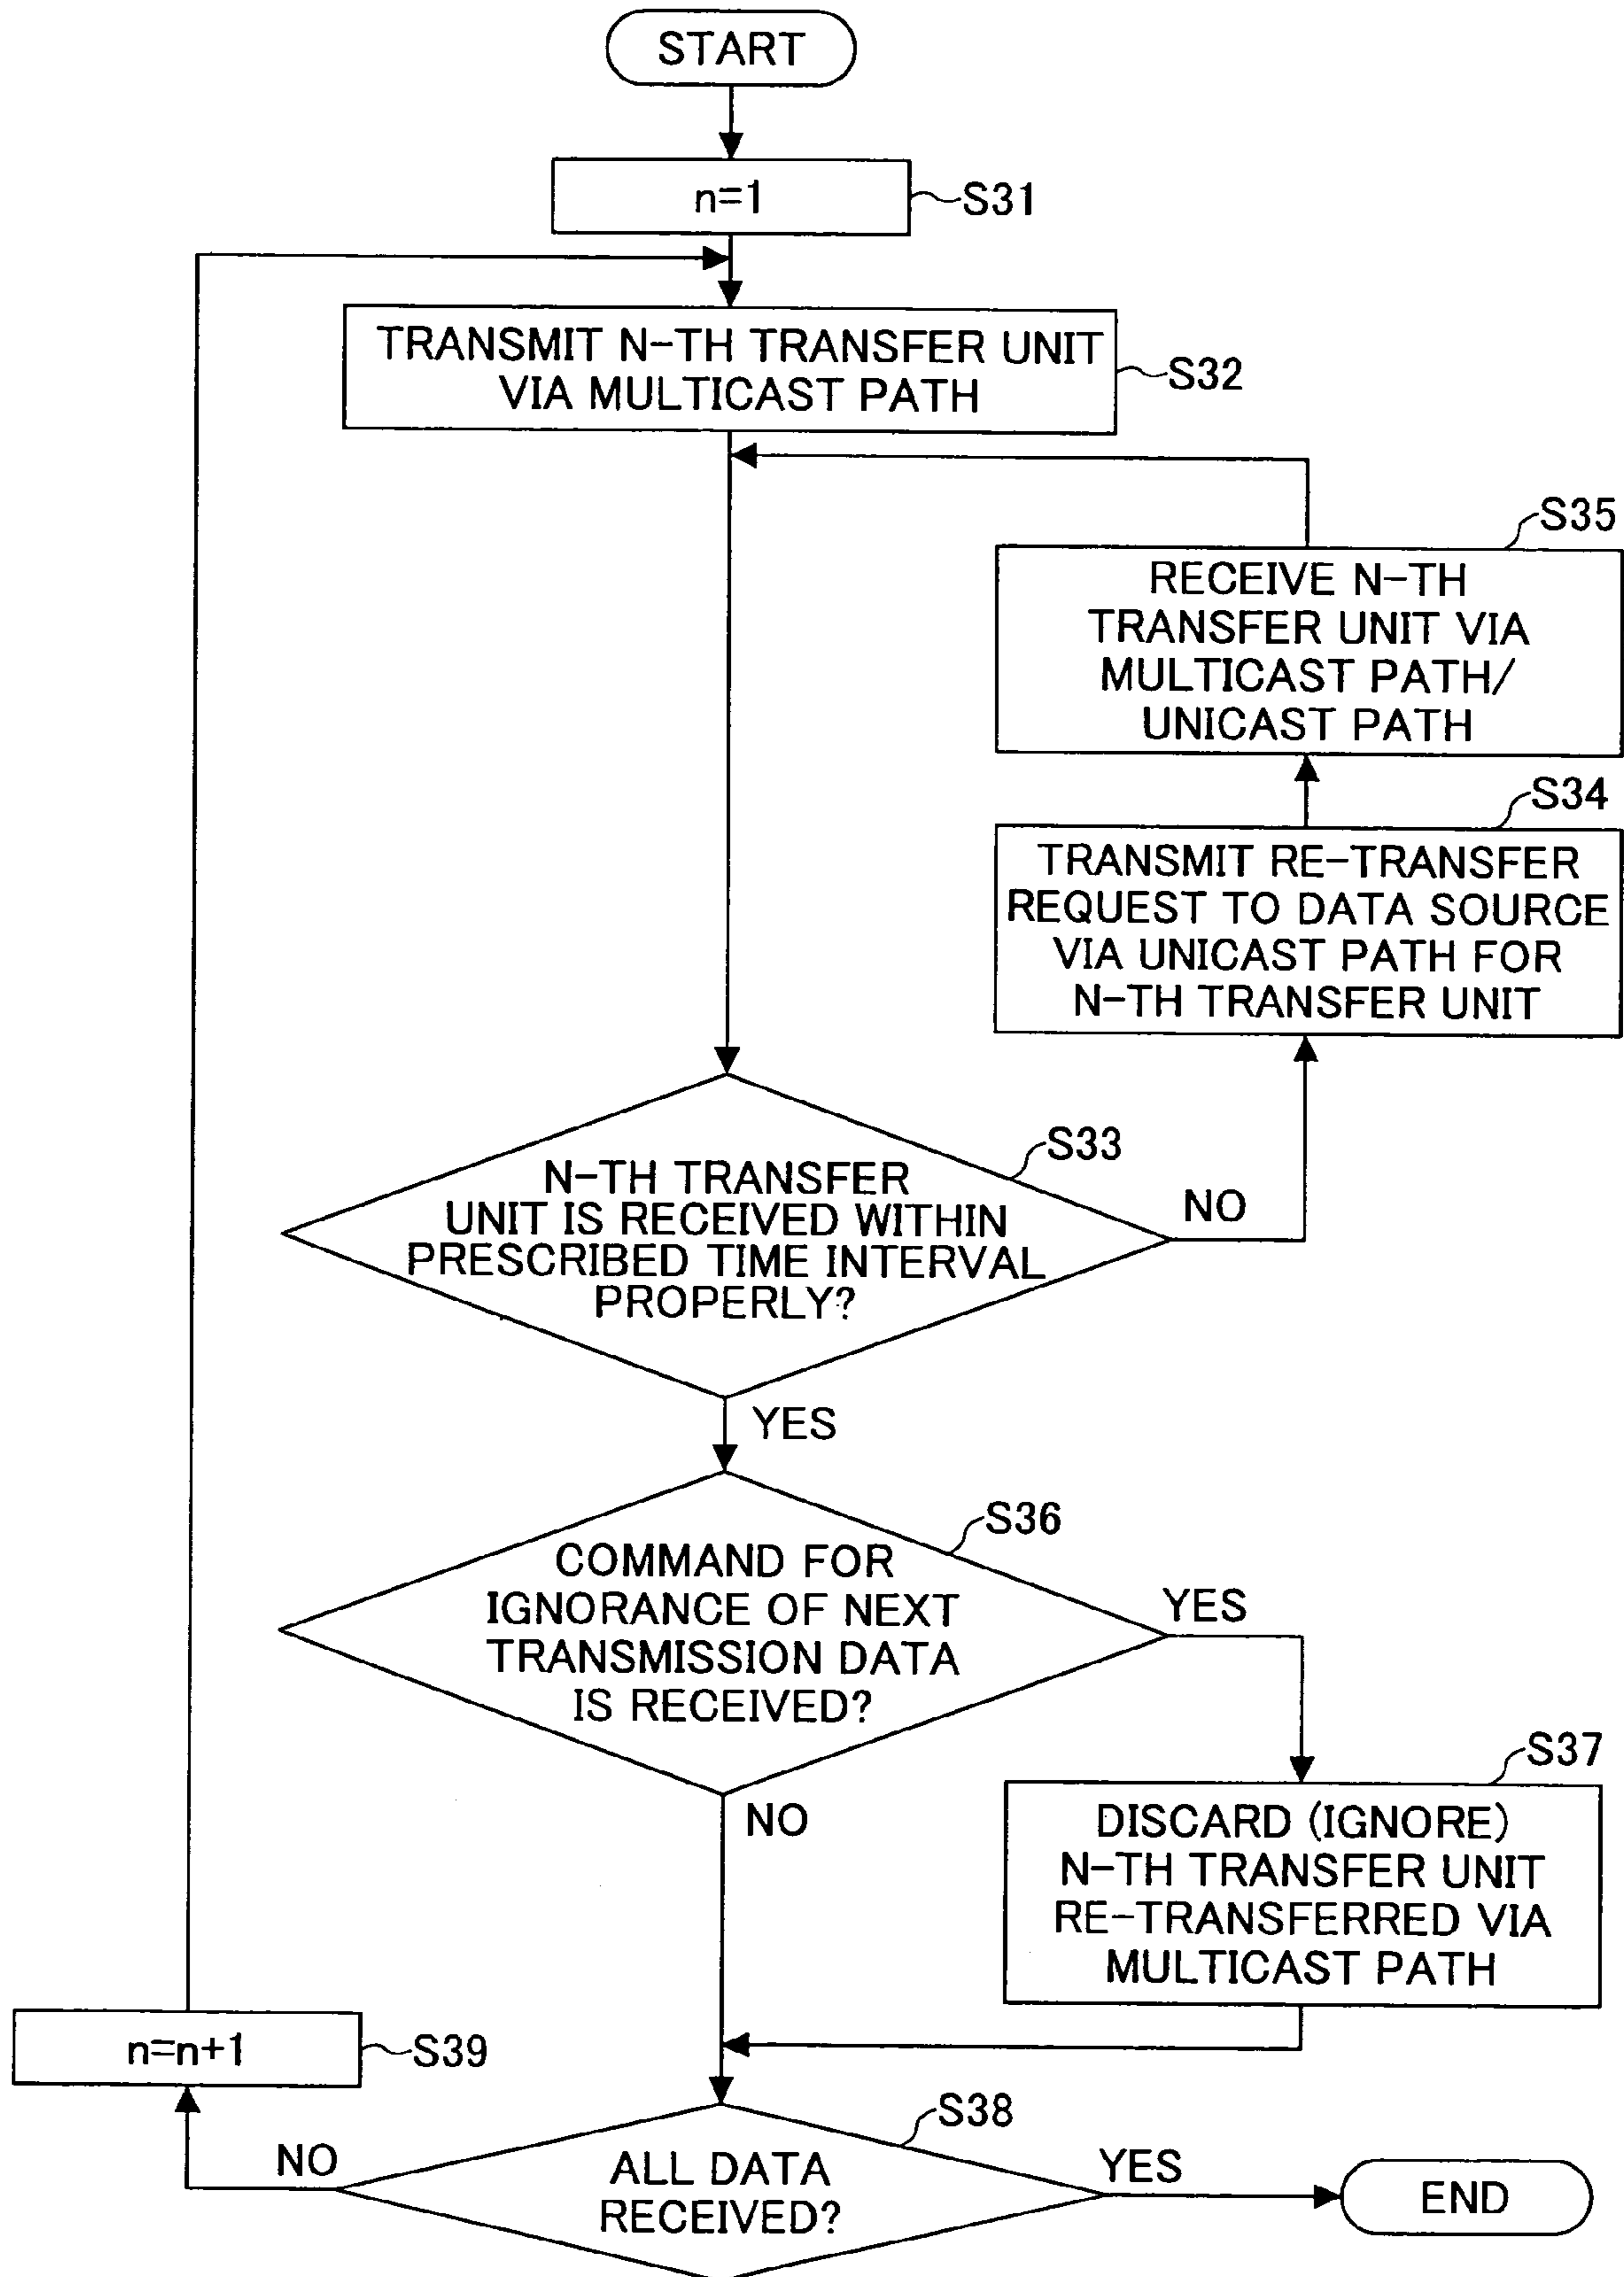 START
n=1
S31
TRANSMIT N-TH TRANSFER UNIT
VIA MULTICAST PATH
S32
S35
RECEIVE N-TH
TRANSFER UNIT VIA
MULTICAST PATH/
UNICAST PATH
S34
TRANSMIT RE-TRANSFER
REQUEST TO DATA SOURCE
VIA UNICAST PATH FOR
N-TH TRANSFER UNIT
S33
N-TH TRANSFER
UNIT IS RECEIVED WITHIN
PRESCRIBED TIME INTERVAL
PROPERLY?
NO
YES
S36
COMMAND FOR
IGNORANCE OF NEXT
TRANSMISSION DATA
IS RECEIVED?
YES
NO
S37
DISCARD (IGNORE)
N-TH TRANSFER UNIT
RE-TRANSFERRED VIA
MULTICAST PATH
n=n+1
S39
S38
NO
ALL DATA
RECEIVED?
YES
END